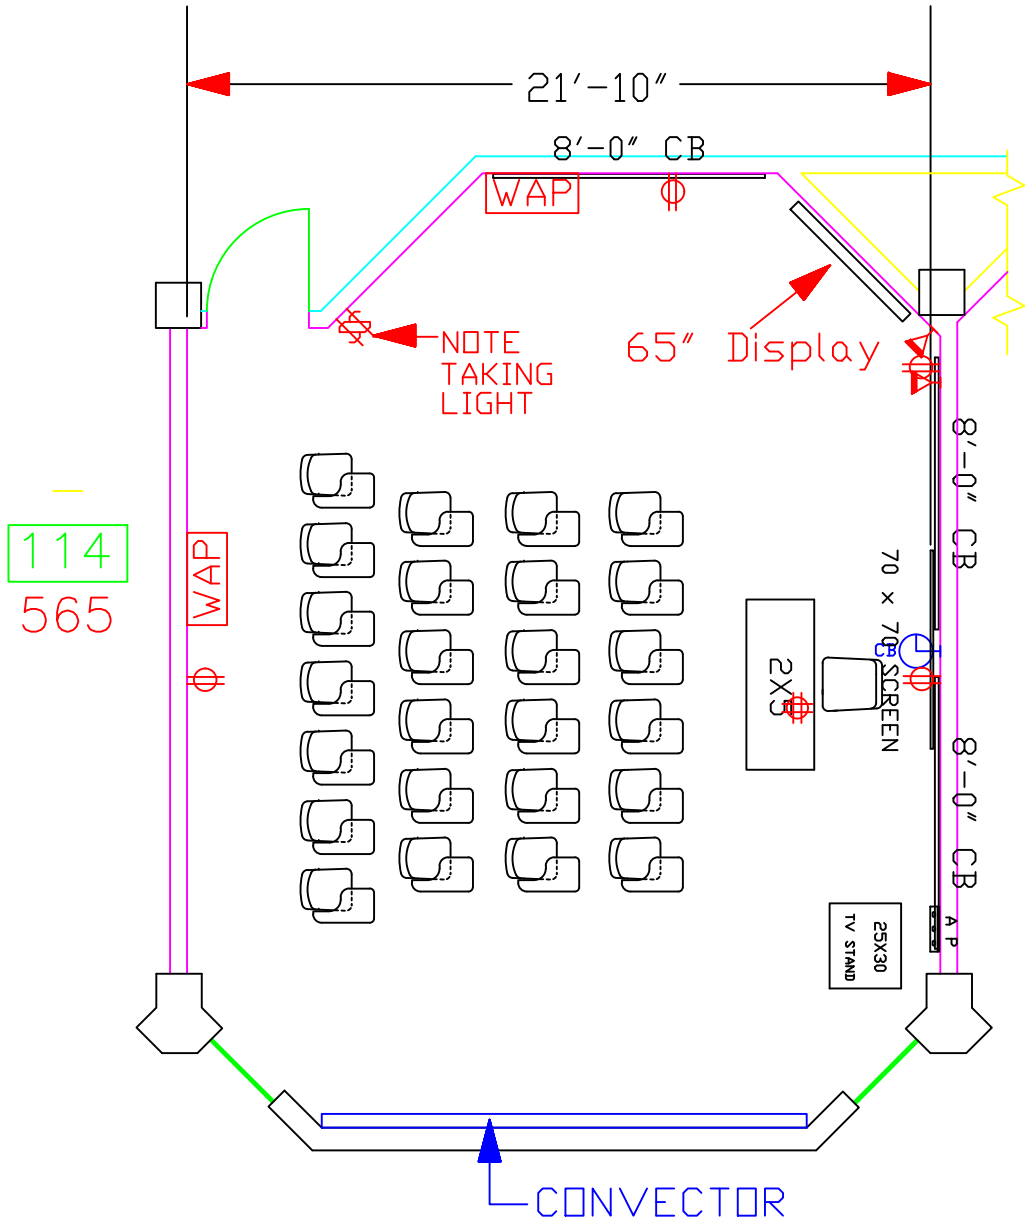 21'-10"
8'-0" CB
WAP
NOTE
TAKING
LIGHT
65" Display
8'-0" CB
114
565
WAP
70 x 70 SCREEN
CB
2X5
8'-0" CB
A P
25X30
TV STAND
CONVECTOR